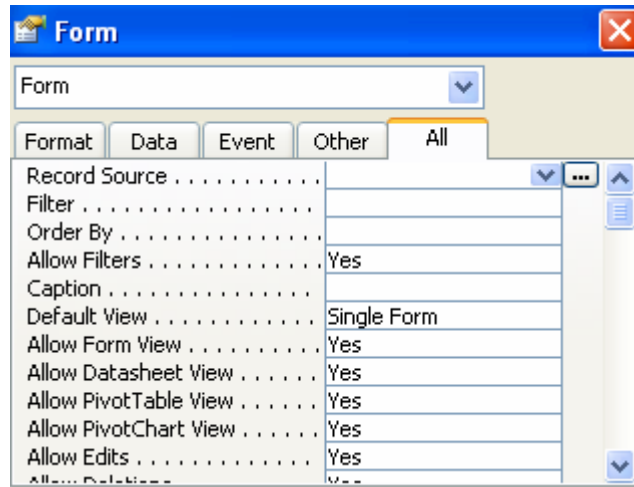 Form
Form
Format Data Event Other All
Record Source . . . . . . . . . . . ...
Filter . . . . . . . . . . . . . . . . . .
Order By . . . . . . . . . . . . . . .
Allow Filters . . . . . . . . . . . . . Yes
Caption . . . . . . . . . . . . . . . .
Default View . . . . . . . . . . . . Single Form
Allow Form View . . . . . . . . . Yes
Allow Datasheet View . . . . . . Yes
Allow PivotTable View . . . . . . Yes
Allow PivotChart View . . . . . . Yes
Allow Edits . . . . . . . . . . . . . . Yes